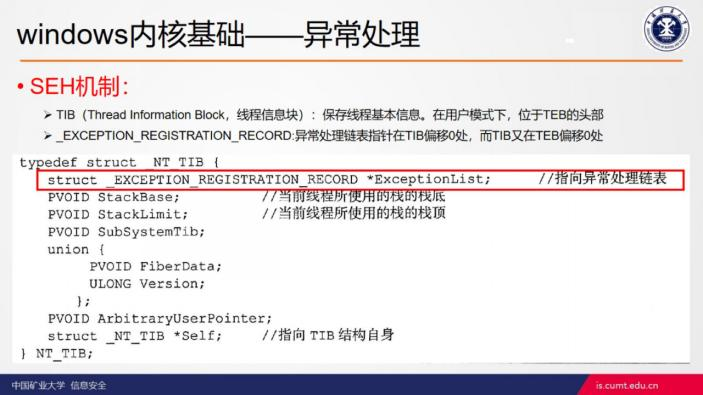 windows内核基础——异常处理
• SEH机制：
➢ TIB（Thread Information Block，线程信息块）：保存线程基本信息。在用户模式下，位于TEB的头部
➢ _EXCEPTION_REGISTRATION_RECORD:异常处理链表指针在TIB偏移0处，而TIB又在TEB偏移0处
typedef struct _NT_TIB {
struct _EXCEPTION_REGISTRATION_RECORD *ExceptionList; //指向异常处理链表
PVOID StackBase; //当前线程所使用的栈的栈底
PVOID StackLimit; //当前线程所使用的栈的栈顶
PVOID SubSystemTib;
union {
PVOID FiberData;
ULONG Version;
};
PVOID ArbitraryUserPointer;
struct _NT_TIB *Self; //指向TIB结构自身
} NT_TIB;
中国矿业大学 信息安全
is.cumt.edu.cn